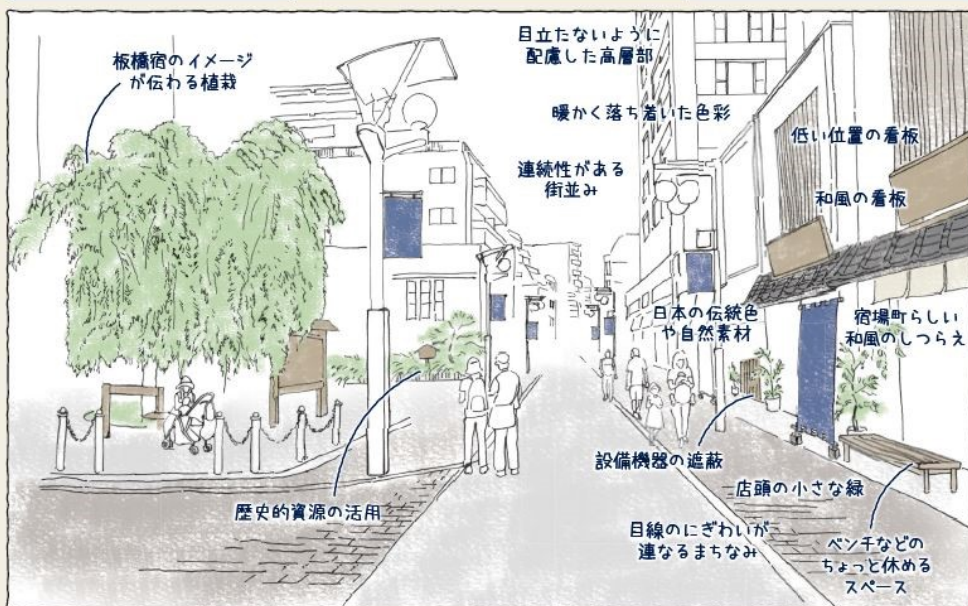 板橋宿のイメージ
が伝わる植栽
目立たないように
配慮した高層部
暖かく落ち着いた色彩
連続性がある
街並み
低い位置の看板
和風の看板
日本の伝統色
や自然素材
宿場町らしい
和風のしつらえ
設備機器の遮蔽
歴史的資源の活用
店頭の小さな緑
目線のにぎわいが
連なるまちなみ
ベンチなどの
ちょっと休める
スペース